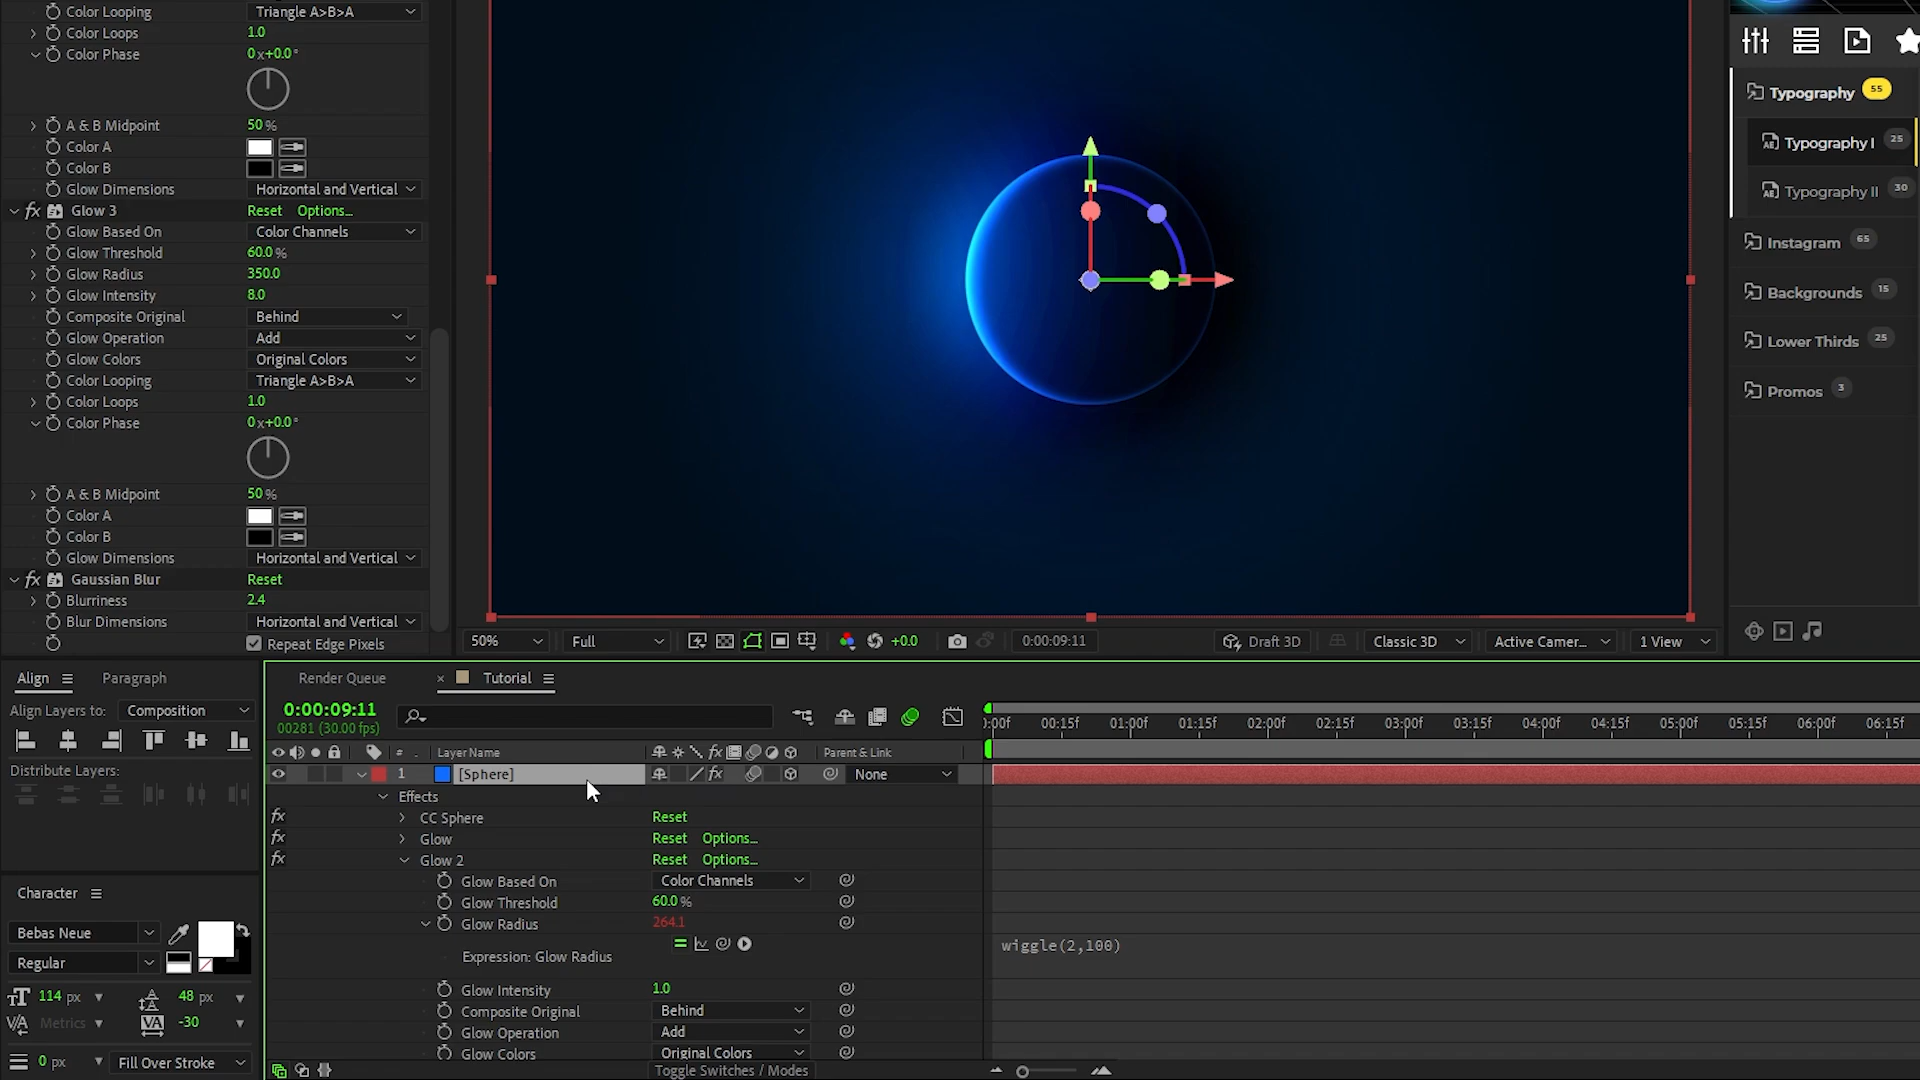 Color Looping Triangle A>B>A
Color Loops 1.0
Color Phase 0x+0.0°
A & B Midpoint 50%
Color A
Color B
Glow Dimensions Horizontal and Vertical
fx Glow 3 Reset Options...
Glow Based On Color Channels
Glow Threshold 60.0%
Glow Radius 350.0
Glow Intensity 8.0
Composite Original Behind
Glow Operation Add
Glow Colors Original Colors
Color Looping Triangle A>B>A
Color Loops 1.0
Color Phase 0x+0.0°
A & B Midpoint 50%
Color A
Color B
Glow Dimensions Horizontal and Vertical
fx Gaussian Blur Reset
Blurriness 2.4
Blur Dimensions Horizontal and Vertical
Repeat Edge Pixels
Typography 55
Typography I 25
Typography II 30
Instagram 65
Backgrounds 15
Lower Thirds 25
Promos 3
50% Full +0.0 0:00:09:11 Draft 3D Classic 3D Active Camer... 1 View
Align Paragraph
Align Layers to: Composition
Distribute Layers:
Character
Bebas Neue
Regular
114 px 48 px
Metrics -30
0 px Fill Over Stroke
Render Queue × Tutorial
0:00:09:11
00281 (30.00 fps)
# Layer Name fx Parent & Link
):00f 00:15f 01:00f 01:15f 02:00f 02:15f 03:00f 03:15f 04:00f 04:15f 05:00f 05:15f 06:00f 06:15f
1 [Sphere] fx None
Effects
fx CC Sphere Reset
fx Glow Reset Options...
fx Glow 2 Reset Options...
Glow Based On Color Channels
Glow Threshold 60.0%
Glow Radius 264.1
Expression: Glow Radius wiggle(2,100)
Glow Intensity 1.0
Composite Original Behind
Glow Operation Add
Glow Colors Original Colors
Toggle Switches / Modes